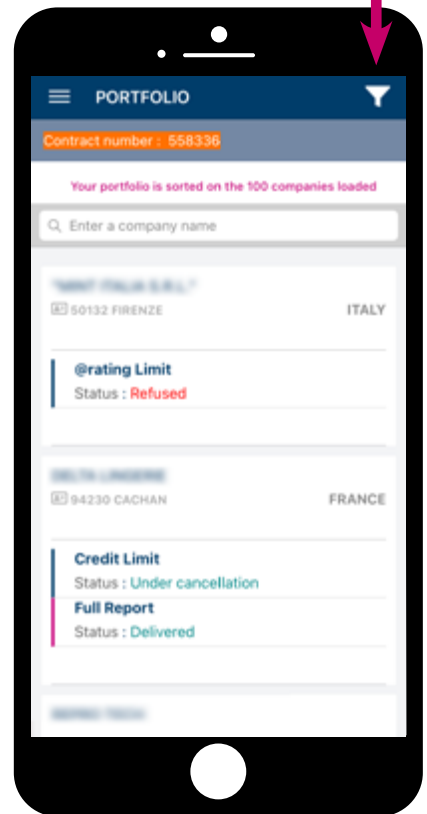 PORTFOLIO
Contract number : 558336
Your portfolio is sorted on the 100 companies loaded
Enter a company name
50132 FIRENZE
ITALY
@rating Limit
Status : Refused
94230 CACHAN
FRANCE
Credit Limit
Status : Under cancellation
Full Report
Status : Delivered